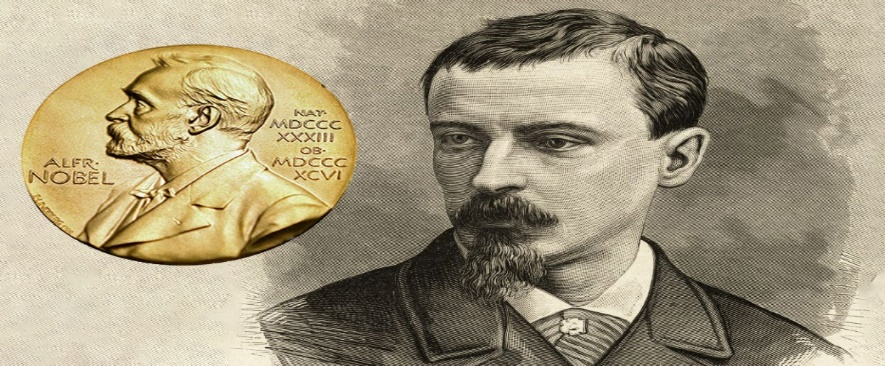 ALFR·
NOBEL
NAT·
MDCCC
XXXIII
OB·
MDCCC
XCVI